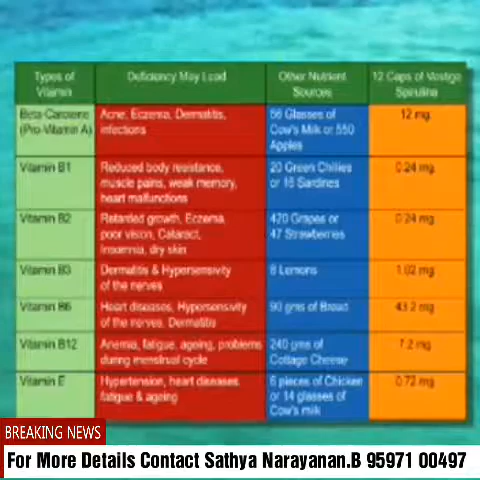 Types of Vitamin
Deficiency May Lead
Other Nutrient Sources
12 Caps of Vestige Spirulina
Beta-Carotene (Pro-Vitamin A)
Acne, Eczema, Dermatitis, infections
56 Glasses of Cow's Milk or 550 Apples
12 mg.
Vitamin B1
Reduced body resistance, muscle pains, weak memory, heart malfunctions
20 Green Chillies or 16 Sardines
0.24 mg
Vitamin B2
Retarded growth, Eczema, poor vision, Cataract, Insomnia, dry skin
420 Grapes or 47 Strawberries
0.24 mg
Vitamin B3
Dermatitis & Hypersensivity of the nerves
8 Lemons
1.02 mg
Vitamin B6
Heart diseases, Hypersensivity of the nerves, Dermatitis
90 gms of Bread
43.2 mg
Vitamin B12
Anemia, fatigue, ageing, problems during menstrual cycle
240 gms of Cottage Cheese
7.2 mg
Vitamin E
Hypertension, heart diseases fatigue & ageing
6 pieces of Chicken or 14 glasses of Cow's milk
0.72 mg
BREAKING NEWS
For More Details Contact Sathya Narayanan.B 95971 00497